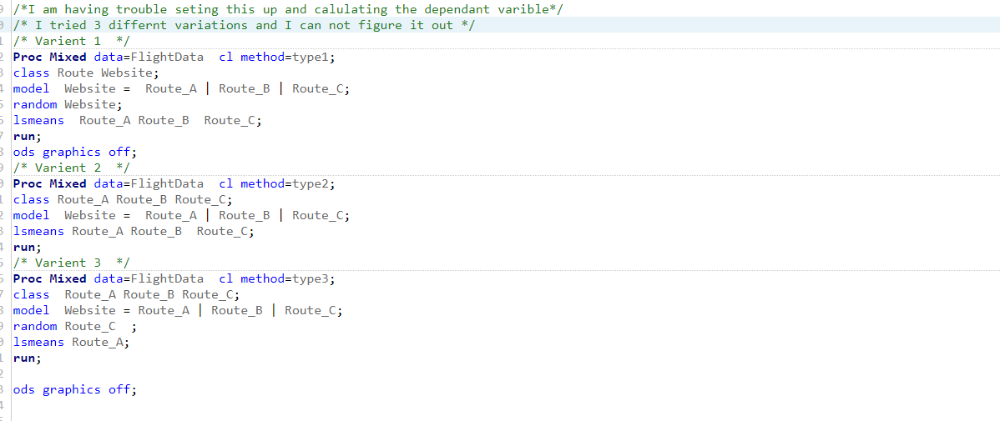 /*I am having trouble seting this up and calulating the dependant varible*/
/* I tried 3 differnt variations and I can not figure it out */
/* Varient 1  */
Proc Mixed data=FlightData  cl method=type1;
class Route Website;
model  Website =  Route_A | Route_B | Route_C;
random Website;
lsmeans  Route_A Route_B  Route_C;
run;
ods graphics off;
/* Varient 2  */
Proc Mixed data=FlightData  cl method=type2;
class Route_A Route_B Route_C;
model  Website =  Route_A | Route_B | Route_C;
lsmeans Route_A Route_B  Route_C;
run;
/* Varient 3  */
Proc Mixed data=FlightData  cl method=type3;
class  Route_A Route_B Route_C;
model  Website = Route_A | Route_B | Route_C;
random Route_C  ;
lsmeans Route_A;
run;
ods graphics off;